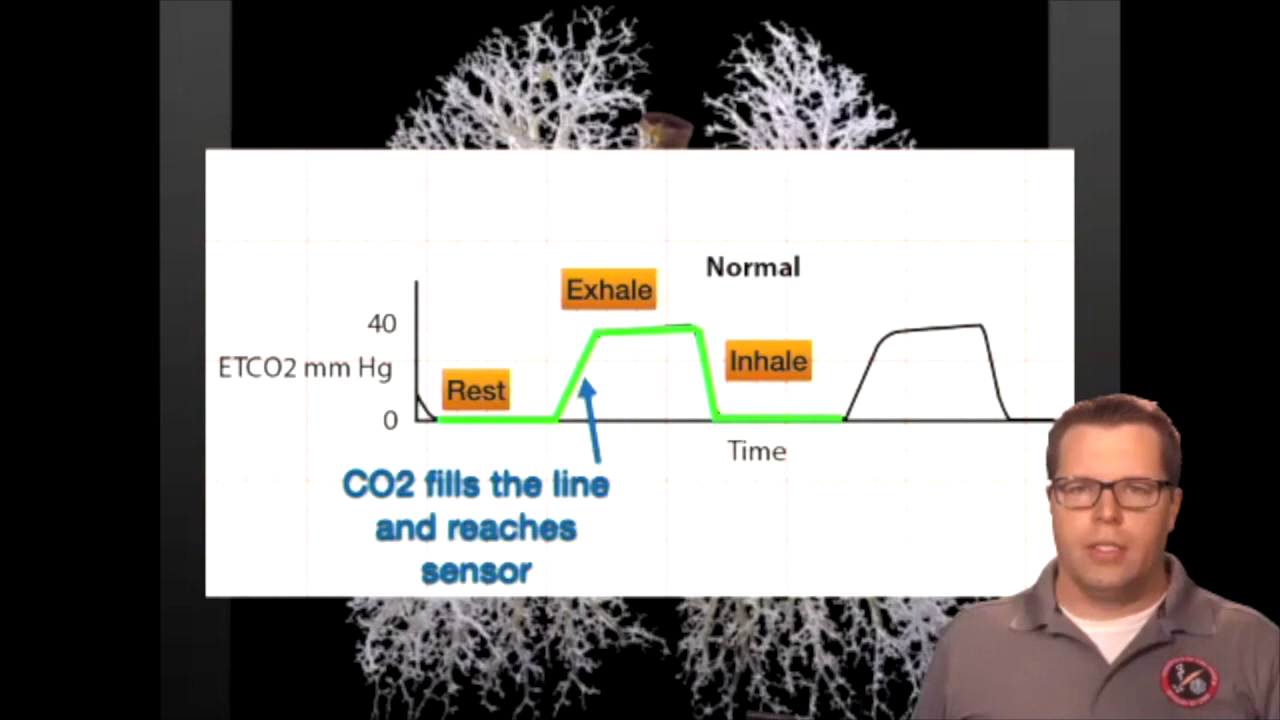 Normal
Exhale
40
Inhale
ETCO2 mm Hg
Rest
0
Time
CO2 fills the line
and reaches
sensor